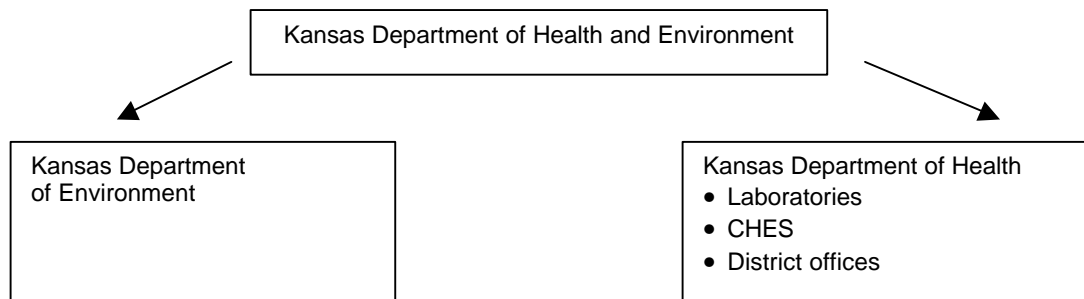 Kansas Department of Health and Environment
Kansas Department
of Environment
Kansas Department of Health
• Laboratories
• CHES
• District offices